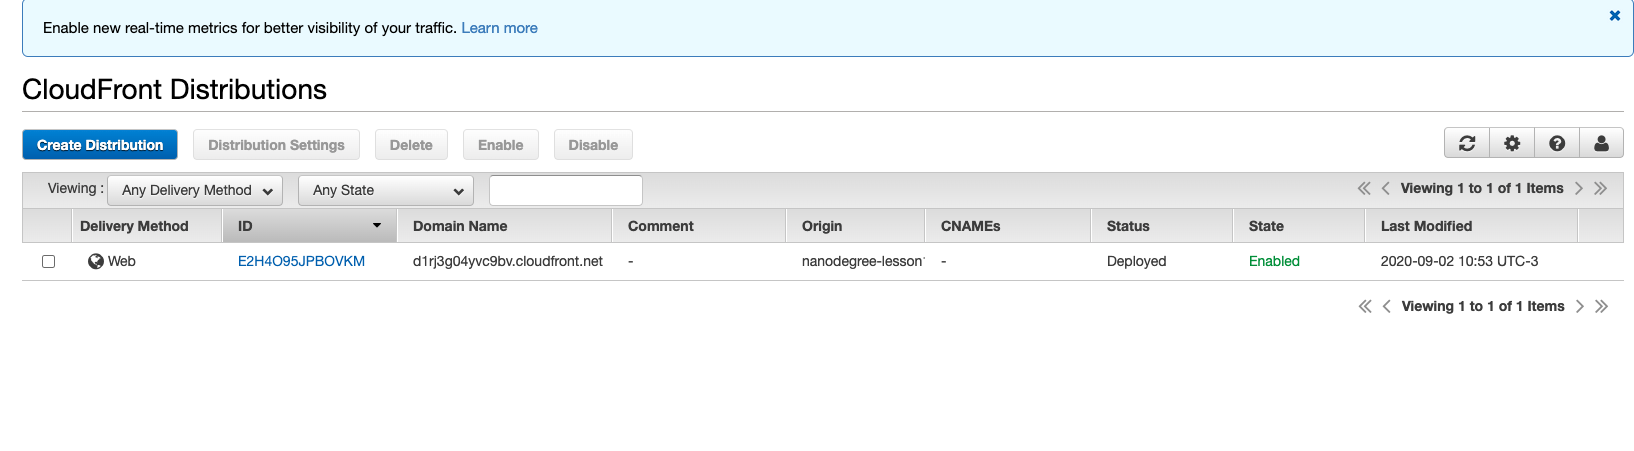 Enable new real-time metrics for better visibility of your traffic. Learn more
CloudFront Distributions
Create Distribution Distribution Settings Delete Enable Disable
Viewing : Any Delivery Method Any State Viewing 1 to 1 of 1 Items
Delivery Method ID Domain Name Comment Origin CNAMEs Status State Last Modified
Web E2H4O95JPBOVKM d1rj3g04yvc9bv.cloudfront.net - nanodegree-lesson - Deployed Enabled 2020-09-02 10:53 UTC-3
Viewing 1 to 1 of 1 Items